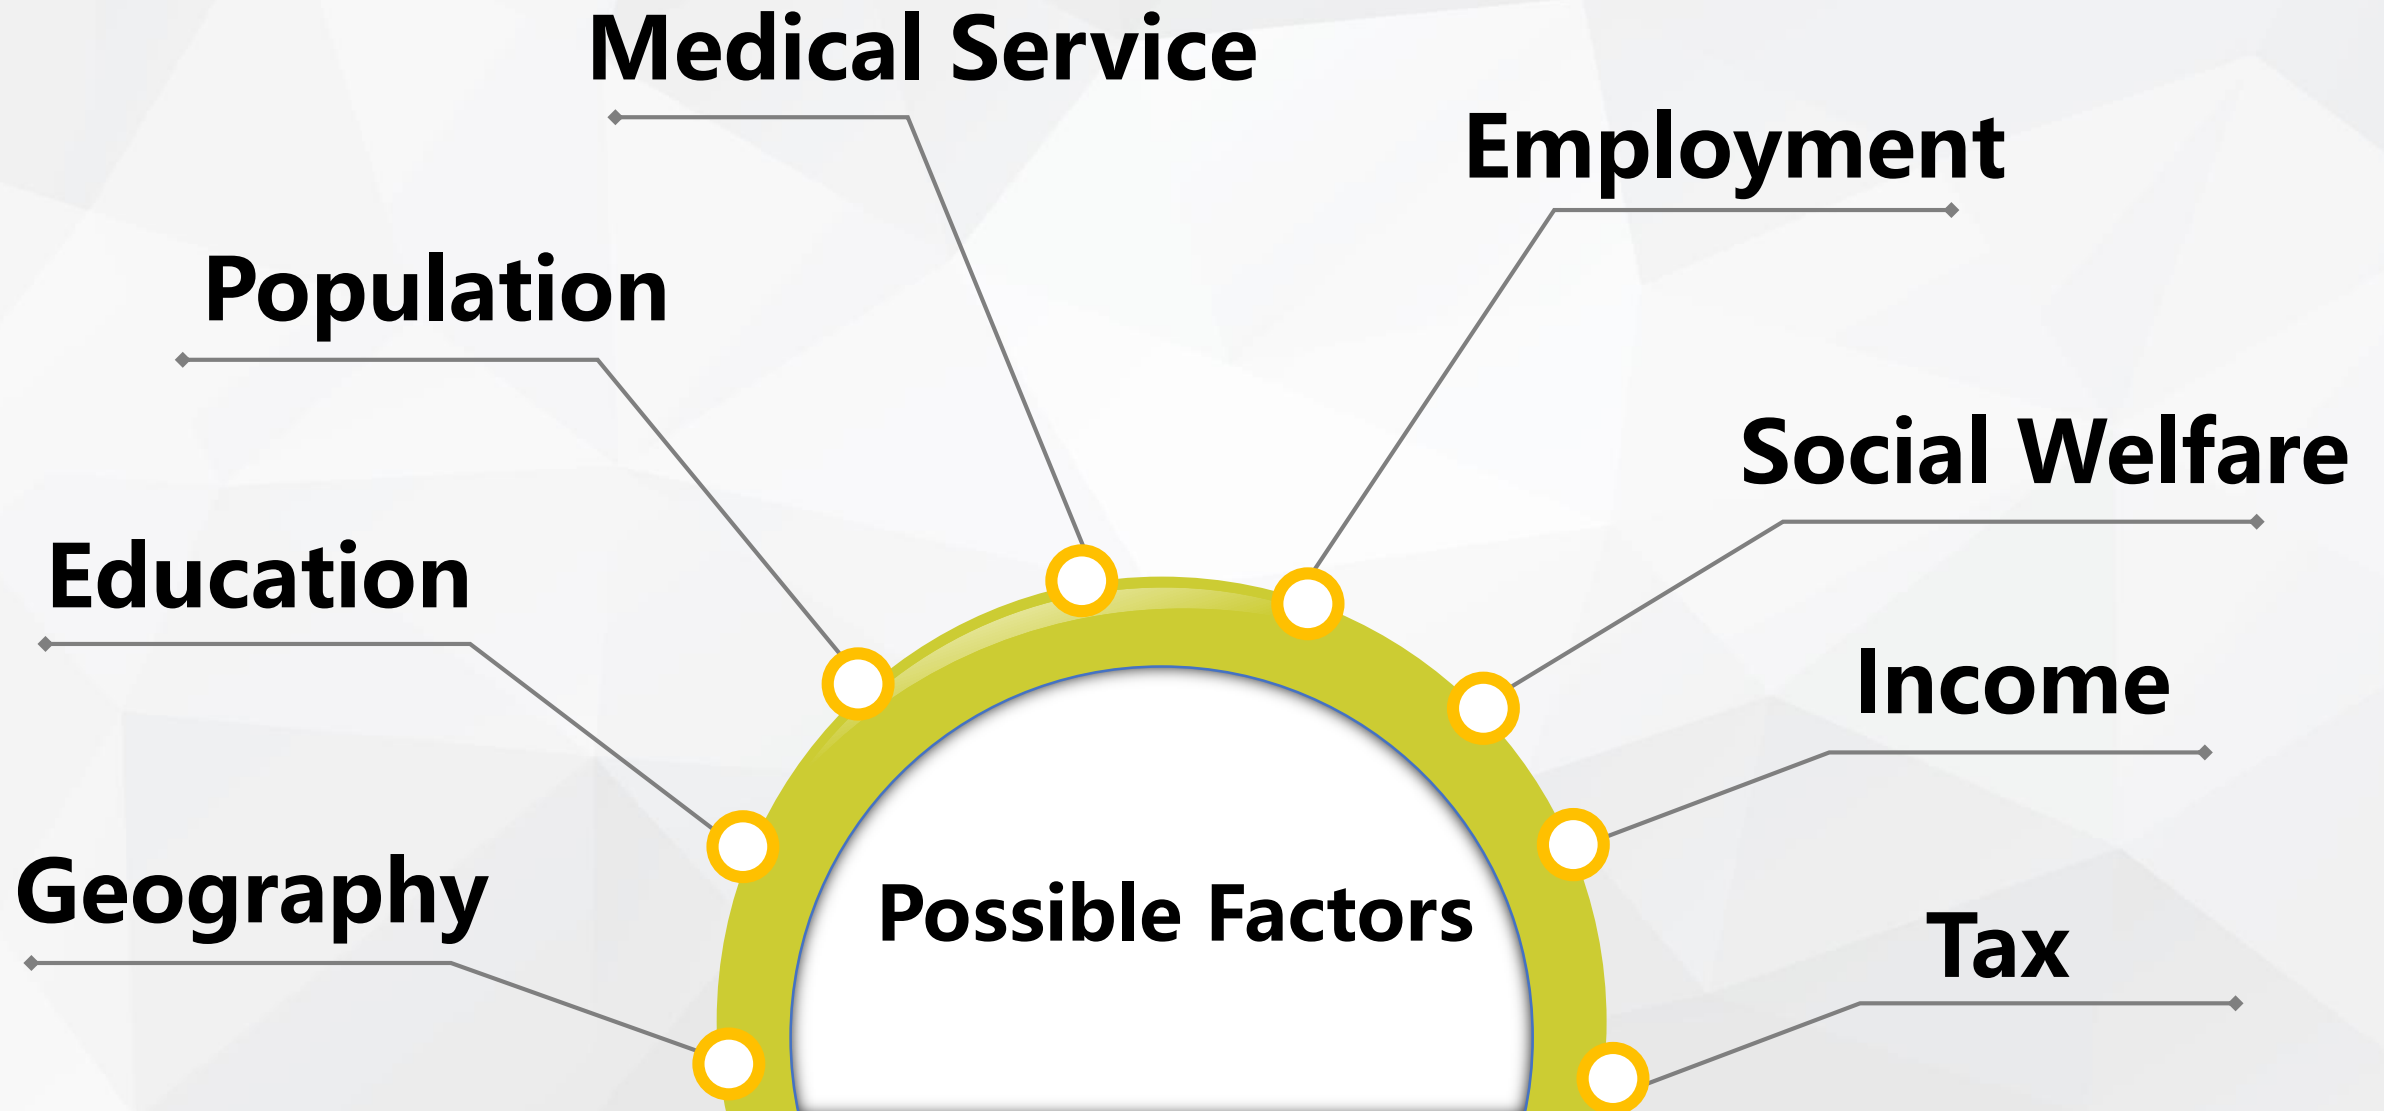 Medical Service
Employment
Population
Social Welfare
Education
Income
Geography
Possible Factors
Tax